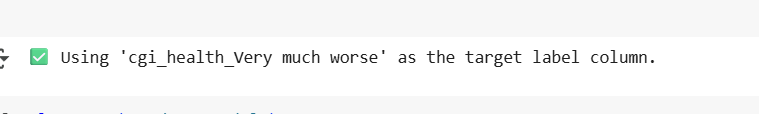 ✅ Using 'cgi_health_Very much worse' as the target label column.